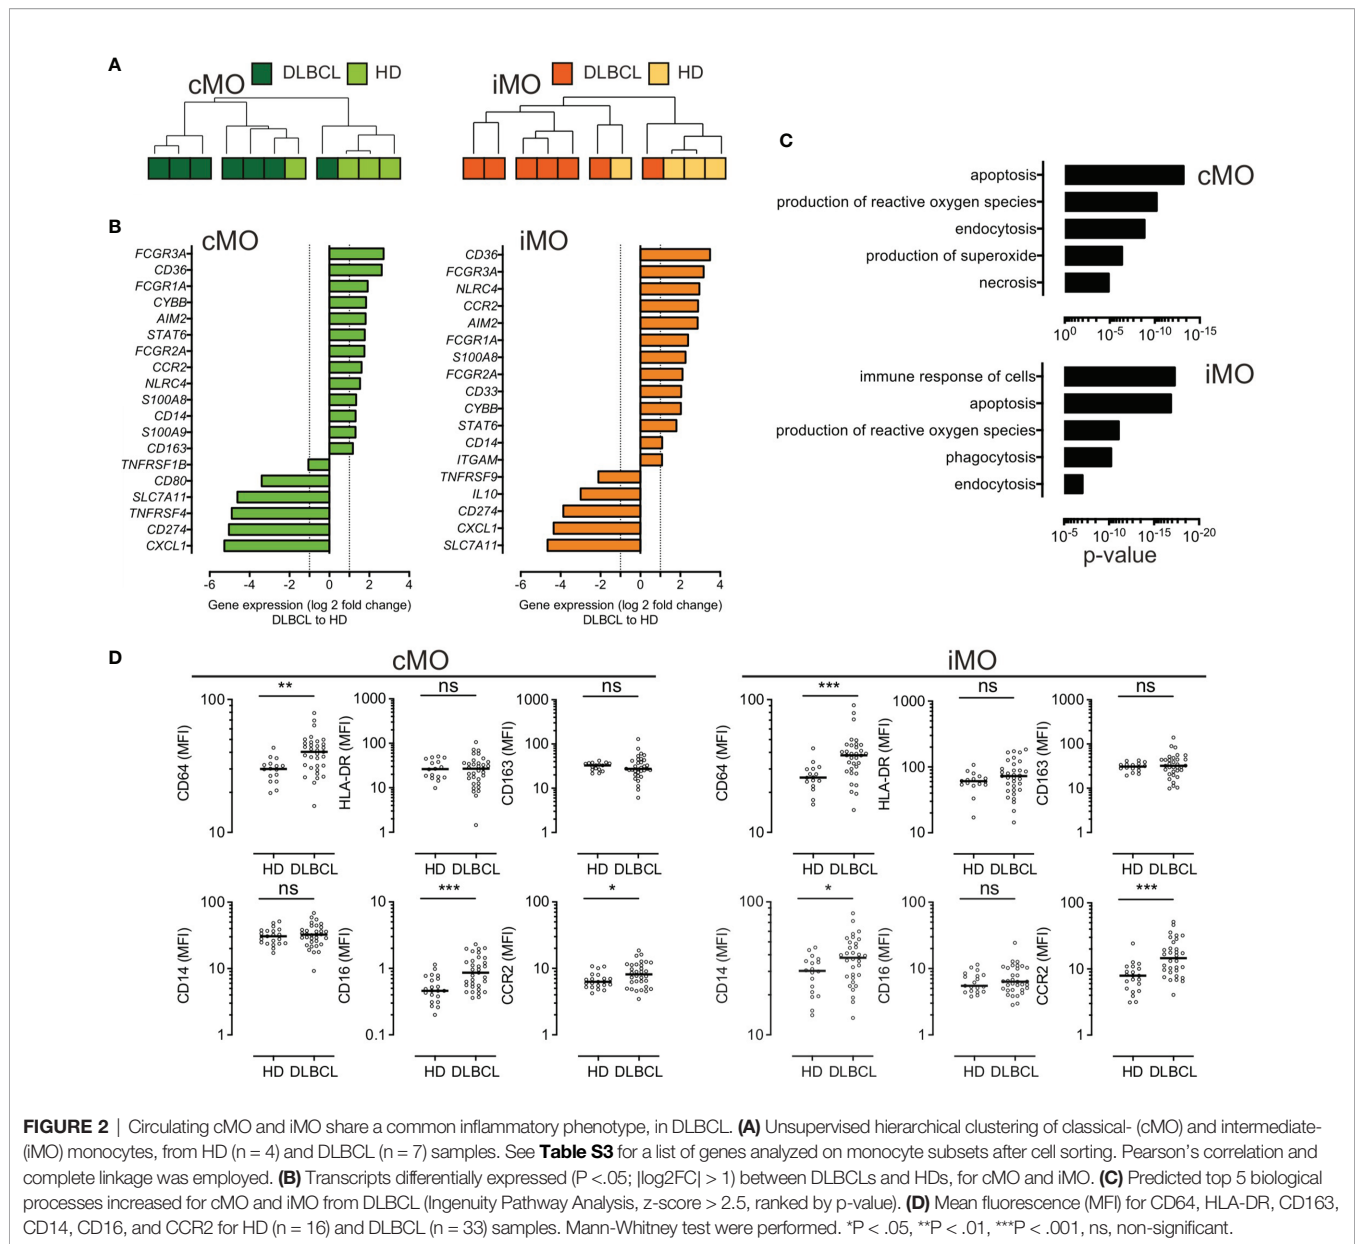 A
cMO
DLBCL HD
iMO
DLBCL HD
B
cMO
FCGR3A
CD36
FCGR1A
CYBB
AIM2
STAT6
FCGR2A
CCR2
NLRC4
S100A8
CD14
S100A9
CD163
TNFRSF1B
CD80
SLC7A11
TNFRSF4
CD274
CXCL1
-6 -4 -2 0 2 4
Gene expression (log 2 fold change)
DLBCL to HD
iMO
CD36
FCGR3A
NLRC4
CCR2
AIM2
FCGR1A
S100A8
FCGR2A
CD33
CYBB
STAT6
CD14
ITGAM
TNFRSF9
IL10
CD274
CXCL1
SLC7A11
-6 -4 -2 0 2 4
Gene expression (log 2 fold change)
DLBCL to HD
C
cMO
apoptosis
production of reactive oxygen species
endocytosis
production of superoxide
necrosis
10⁰ 10⁻⁵ 10⁻¹⁰ 10⁻¹⁵
iMO
immune response of cells
apoptosis
production of reactive oxygen species
phagocytosis
endocytosis
10⁻⁵ 10⁻¹⁰ 10⁻¹⁵ 10⁻²⁰
p-value
D
cMO
CD64 (MFI)
100
10
**
HD DLBCL
HLA-DR (MFI)
1000
100
10
1
ns
HD DLBCL
CD163 (MFI)
1000
100
10
1
ns
HD DLBCL
CD14 (MFI)
100
10
1
ns
HD DLBCL
CD16 (MFI)
10
1
0.1
***
HD DLBCL
CCR2 (MFI)
100
10
1
*
HD DLBCL
iMO
CD64 (MFI)
100
10
***
HD DLBCL
HLA-DR (MFI)
1000
100
10
1
ns
HD DLBCL
CD163 (MFI)
1000
100
10
1
ns
HD DLBCL
CD14 (MFI)
100
10
*
HD DLBCL
CD16 (MFI)
100
10
1
ns
HD DLBCL
CCR2 (MFI)
100
10
1
***
HD DLBCL
FIGURE 2 | Circulating cMO and iMO share a common inflammatory phenotype, in DLBCL. (A) Unsupervised hierarchical clustering of classical- (cMO) and intermediate-
(iMO) monocytes, from HD (n = 4) and DLBCL (n = 7) samples. See Table S3 for a list of genes analyzed on monocyte subsets after cell sorting. Pearson's correlation and
complete linkage was employed. (B) Transcripts differentially expressed (P <.05; |log2FC| > 1) between DLBCLs and HDs, for cMO and iMO. (C) Predicted top 5 biological
processes increased for cMO and iMO from DLBCL (Ingenuity Pathway Analysis, z-score > 2.5, ranked by p-value). (D) Mean fluorescence (MFI) for CD64, HLA-DR, CD163,
CD14, CD16, and CCR2 for HD (n = 16) and DLBCL (n = 33) samples. Mann-Whitney test were performed. *P < .05, **P < .01, ***P < .001, ns, non-significant.